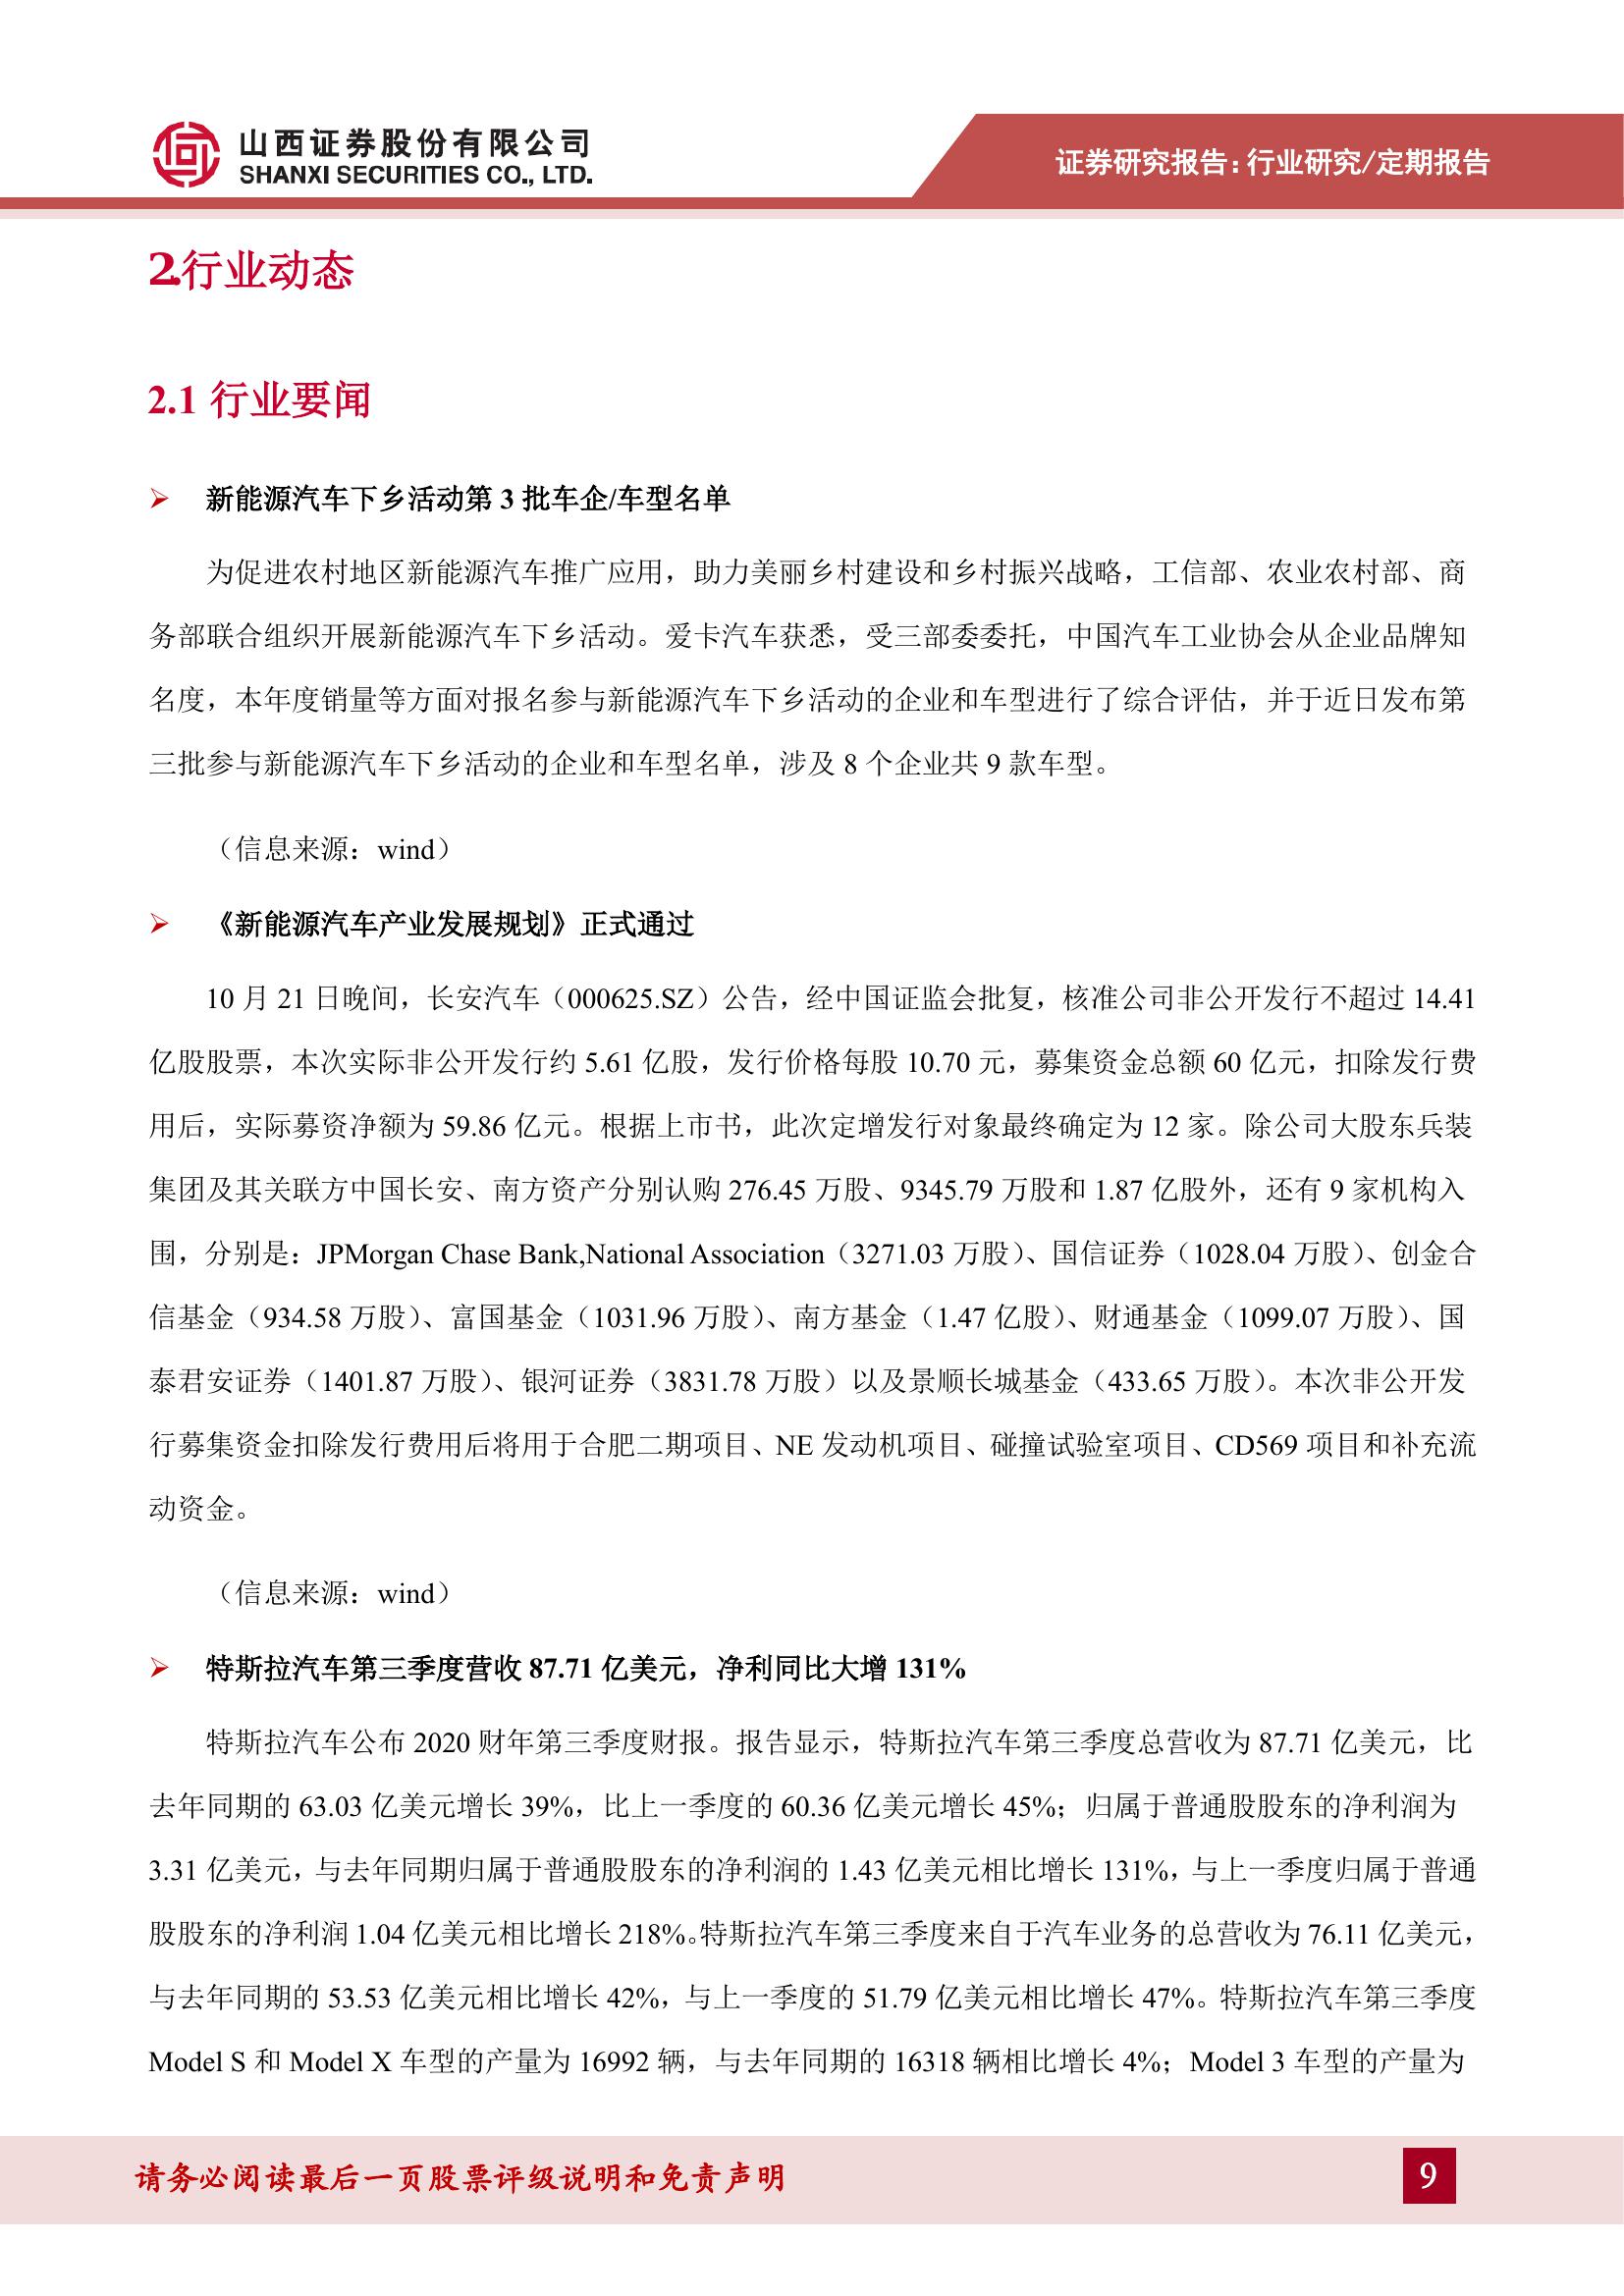 山西证券股份有限公司
SHANXI SECURITIES CO., LTD.
证券研究报告：行业研究/定期报告
2.行业动态
2.1 行业要闻
➢ 新能源汽车下乡活动第 3 批车企/车型名单
为促进农村地区新能源汽车推广应用，助力美丽乡村建设和乡村振兴战略，工信部、农业农村部、商
务部联合组织开展新能源汽车下乡活动。爱卡汽车获悉，受三部委委托，中国汽车工业协会从企业品牌知
名度，本年度销量等方面对报名参与新能源汽车下乡活动的企业和车型进行了综合评估，并于近日发布第
三批参与新能源汽车下乡活动的企业和车型名单，涉及 8 个企业共 9 款车型。
（信息来源：wind）
➢ 《新能源汽车产业发展规划》正式通过
10 月 21 日晚间，长安汽车（000625.SZ）公告，经中国证监会批复，核准公司非公开发行不超过 14.41
亿股股票，本次实际非公开发行约 5.61 亿股，发行价格每股 10.70 元，募集资金总额 60 亿元，扣除发行费
用后，实际募资净额为 59.86 亿元。根据上市书，此次定增发行对象最终确定为 12 家。除公司大股东兵装
集团及其关联方中国长安、南方资产分别认购 276.45 万股、9345.79 万股和 1.87 亿股外，还有 9 家机构入
围，分别是：JPMorgan Chase Bank,National Association（3271.03 万股）、国信证券（1028.04 万股）、创金合
信基金（934.58 万股）、富国基金（1031.96 万股）、南方基金（1.47 亿股）、财通基金（1099.07 万股）、国
泰君安证券（1401.87 万股）、银河证券（3831.78 万股）以及景顺长城基金（433.65 万股）。本次非公开发
行募集资金扣除发行费用后将用于合肥二期项目、NE 发动机项目、碰撞试验室项目、CD569 项目和补充流
动资金。
（信息来源：wind）
➢ 特斯拉汽车第三季度营收 87.71 亿美元，净利同比大增 131%
特斯拉汽车公布 2020 财年第三季度财报。报告显示，特斯拉汽车第三季度总营收为 87.71 亿美元，比
去年同期的 63.03 亿美元增长 39%，比上一季度的 60.36 亿美元增长 45%；归属于普通股股东的净利润为
3.31 亿美元，与去年同期归属于普通股股东的净利润的 1.43 亿美元相比增长 131%，与上一季度归属于普通
股股东的净利润 1.04 亿美元相比增长 218%。特斯拉汽车第三季度来自于汽车业务的总营收为 76.11 亿美元，
与去年同期的 53.53 亿美元相比增长 42%，与上一季度的 51.79 亿美元相比增长 47%。特斯拉汽车第三季度
Model S 和 Model X 车型的产量为 16992 辆，与去年同期的 16318 辆相比增长 4%；Model 3 车型的产量为
请务必阅读最后一页股票评级说明和免责声明
9